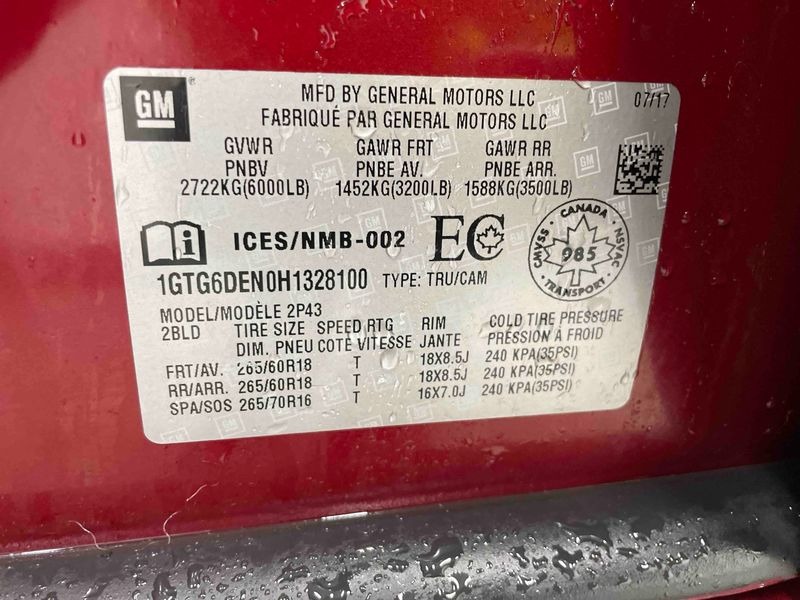 GM
MFD BY GENERAL MOTORS LLC
07/17
FABRIQUÉ PAR GENERAL MOTORS LLC
GVWR GAWR FRT GAWR RR
PNBV PNBE AV. PNBE ARR.
2722KG(6000LB) 1452KG(3200LB) 1588KG(3500LB)
i ICES/NMB-002 EC
CANADA
CMVSS 985 NSVAC
TRANSPORT
1GTG6DEN0H1328100 TYPE: TRU/CAM
MODEL/MODÈLE 2P43
2BLD TIRE SIZE SPEED RTG RIM COLD TIRE PRESSURE
DIM. PNEU COTÉ VITESSE JANTE PRESSION À FROID
FRT/AV. 265/60R18 T 18X8.5J 240 KPA(35PSI)
RR/ARR. 265/60R18 T 18X8.5J 240 KPA(35PSI)
SPA/SOS 265/70R16 T 16X7.0J 240 KPA(35PSI)